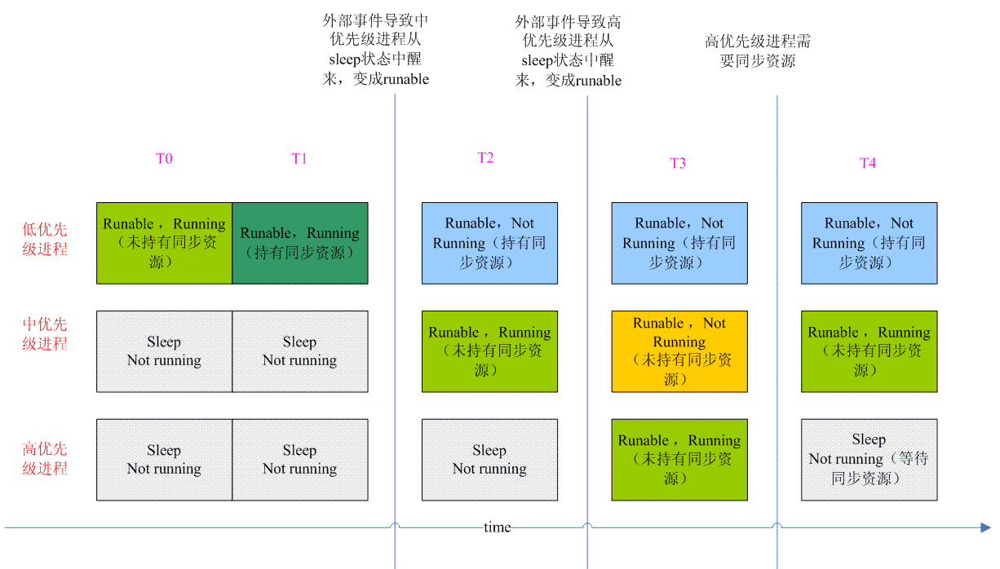 外部事件导致中
优先级进程从
sleep状态中醒
来，变成runable
外部事件导致高
优先级进程从
sleep状态中醒
来，变成runable
高优先级进程需
要同步资源
T0
T1
T2
T3
T4
低优先
级进程
Runable ，Running
（未持有同步资
源）
Runable，Running
（持有同步资源）
Runable，Not
Running（持有同
步资源）
Runable，Not
Running（持有同
步资源）
Runable，Not
Running（持有同
步资源）
中优先
级进程
Sleep
Not running
Sleep
Not running
Runable ，Running
（未持有同步资
源）
Runable ，Not
Running
（未持有同步资
源）
Runable ，Running
（未持有同步资
源）
高优先
级进程
Sleep
Not running
Sleep
Not running
Sleep
Not running
Runable ，Running
（未持有同步资
源）
Sleep
Not running（等待
同步资源）
time